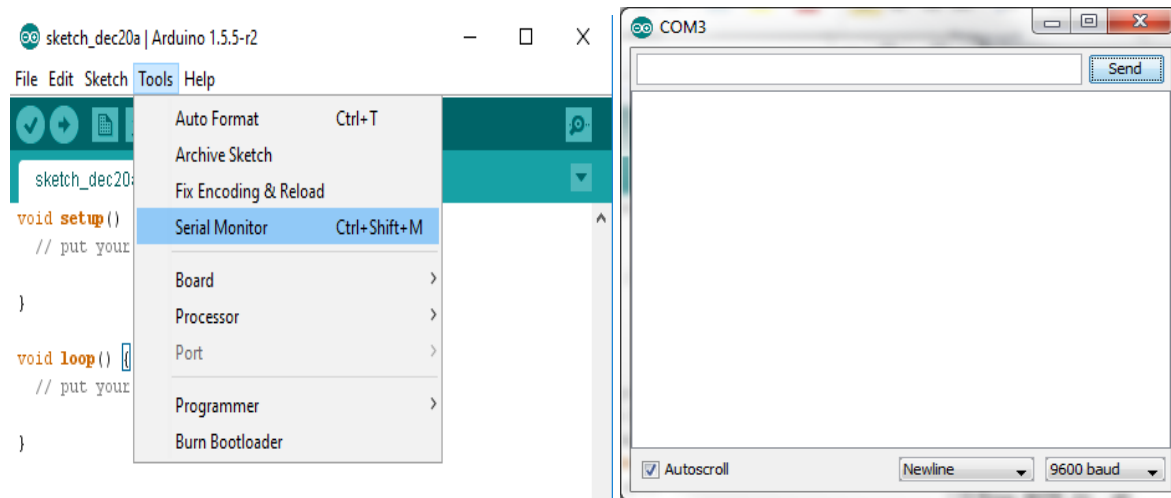 sketch_dec20a | Arduino 1.5.5-r2
File Edit Sketch Tools Help
Auto Format Ctrl+T
Archive Sketch
sketch_dec20a
Fix Encoding & Reload
void setup()
Serial Monitor Ctrl+Shift+M
// put your
Board
}
Processor
void loop() {
Port
// put your
Programmer
}
Burn Bootloader
COM3
Send
Autoscroll
Newline
9600 baud